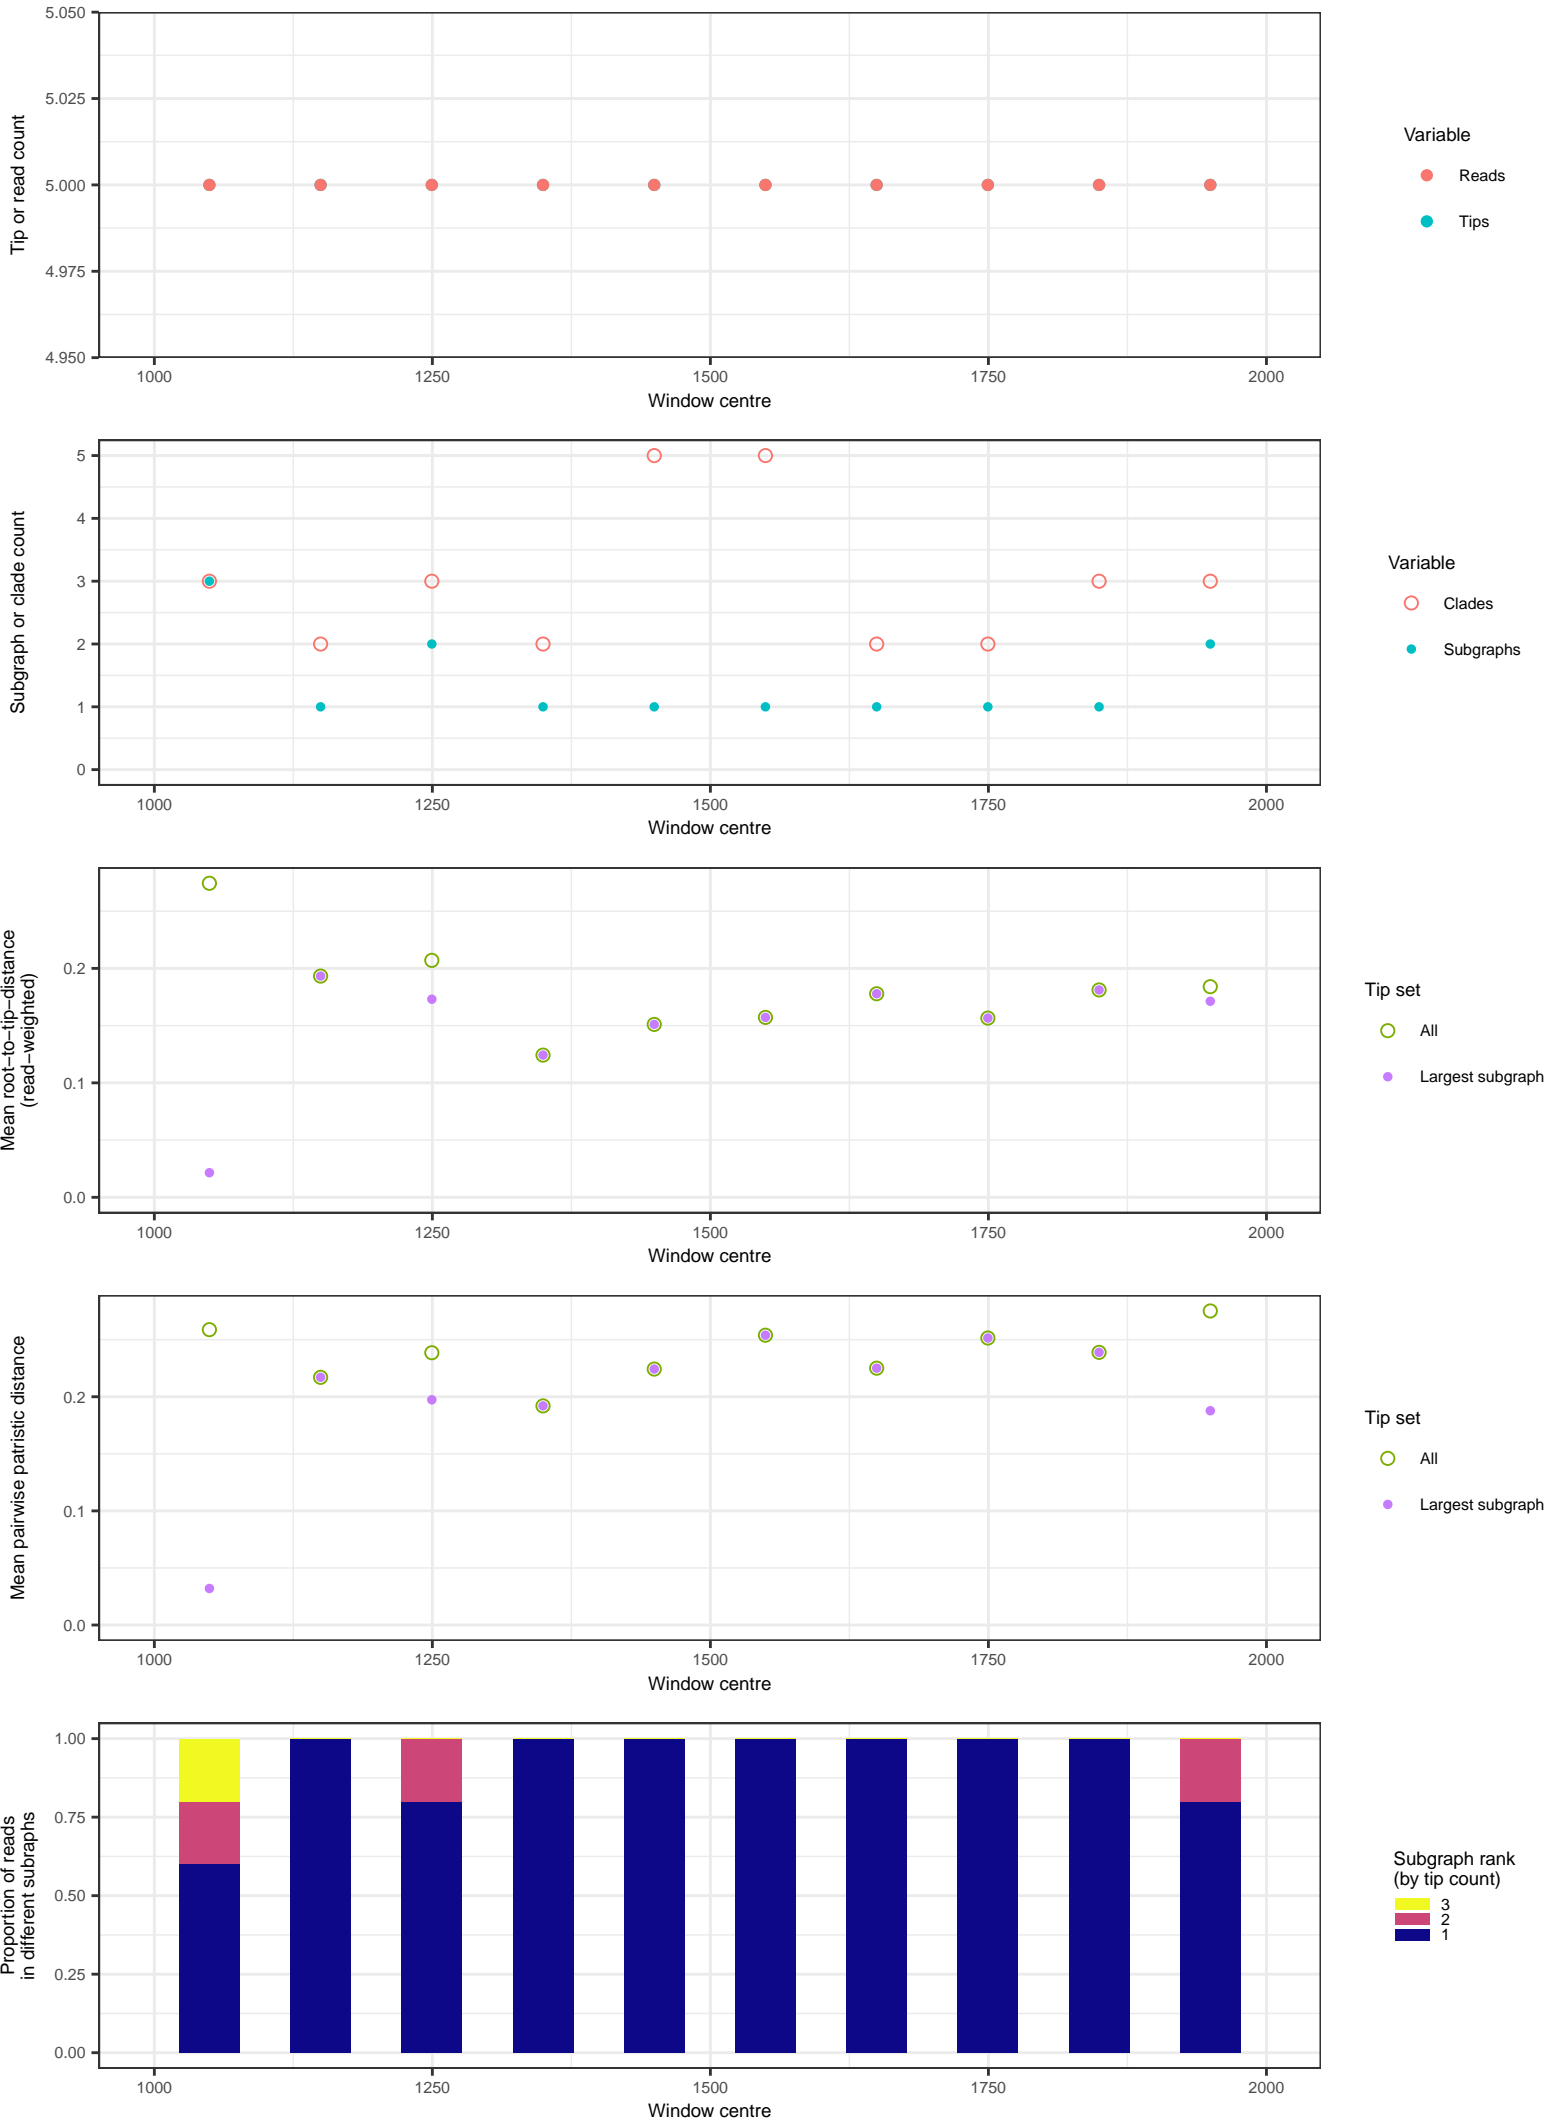 5.050
5.025
5.000
4.975
4.950
Tip or read count
1000 1250 1500 1750 2000
Window centre
Variable
Reads
Tips
5
4
3
2
1
0
Subgraph or clade count
1000 1250 1500 1750 2000
Window centre
Variable
Clades
Subgraphs
0.2
0.1
0.0
Mean root−to−tip−distance
(read−weighted)
1000 1250 1500 1750 2000
Window centre
Tip set
All
Largest subgraph
0.2
0.1
0.0
Mean pairwise patristic distance
1000 1250 1500 1750 2000
Window centre
Tip set
All
Largest subgraph
1.00
0.75
0.50
0.25
0.00
Proportion of reads
in different subraphs
1000 1250 1500 1750 2000
Window centre
Subgraph rank
(by tip count)
3
2
1